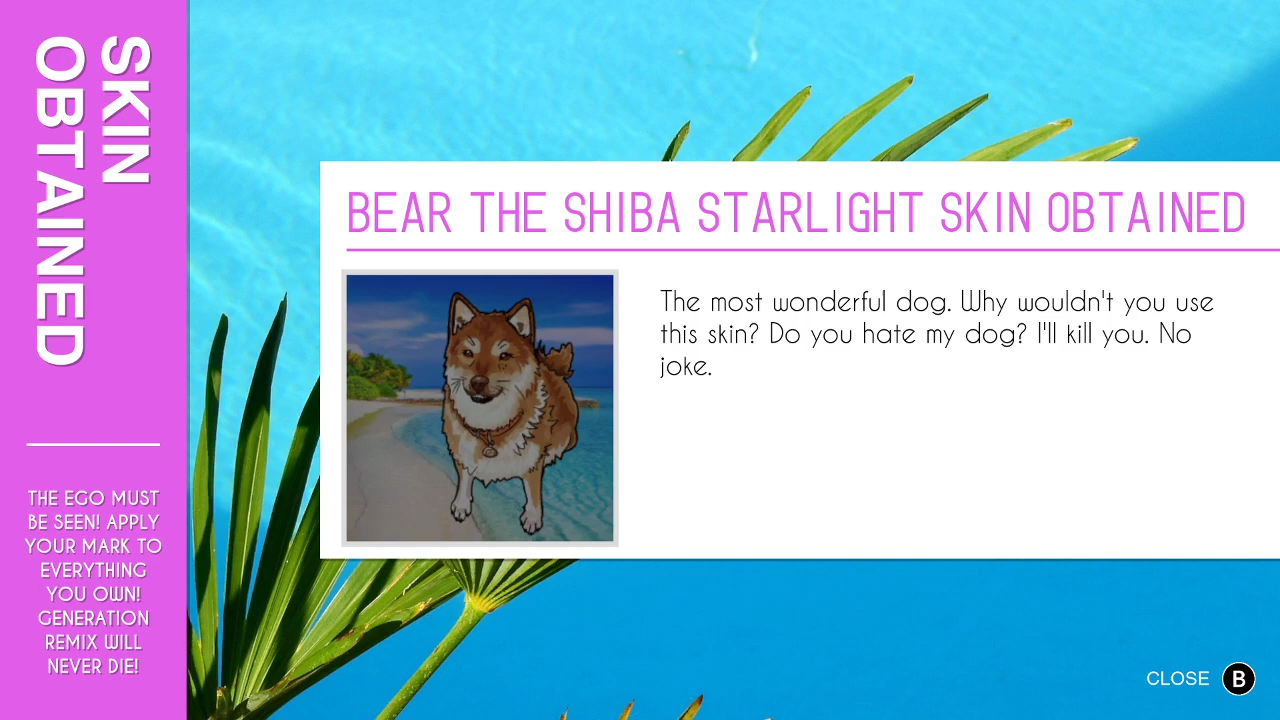 SKIN
OBTAINED
THE EGO MUST
BE SEEN! APPLY
YOUR MARK TO
EVERYTHING
YOU OWN!
GENERATION
REMIX WILL
NEVER DIE!
BEAR THE SHIBA STARLIGHT SKIN OBTAINED
The most wonderful dog. Why wouldn't you use
this skin? Do you hate my dog? I'll kill you. No
joke.
CLOSE B